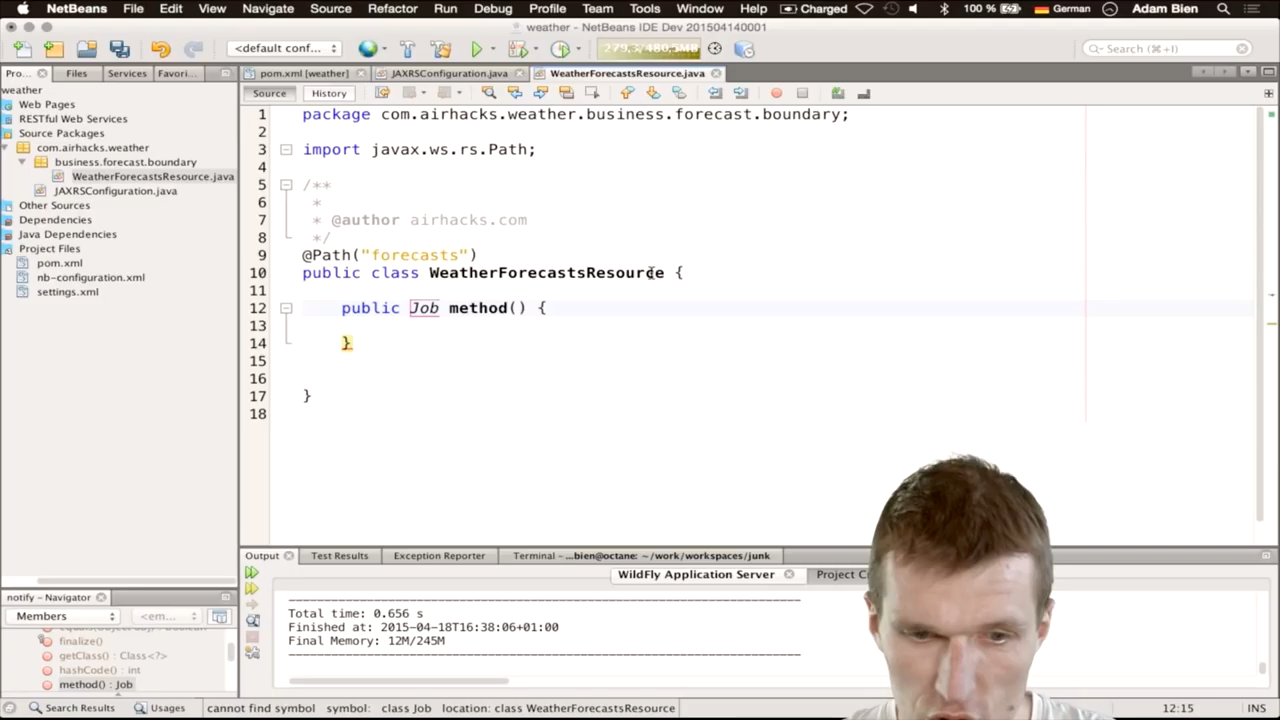 NetBeans File Edit View Navigate Source Refactor Run Debug Profile Team Tools Window Help Charged 100 % German Adam Bien
weather - NetBeans IDE Dev 201504140001
<default conf... 279,3/480,5MB Search (⌘+I)
Pro... Files Services Favori... pom.xml [weather] JAXRSConfiguration.java WeatherForecastsResource.java
weather
Web Pages
RESTful Web Services
Source Packages
com.airhacks.weather
business.forecast.boundary
WeatherForecastsResource.java
JAXRSConfiguration.java
Other Sources
Dependencies
Java Dependencies
Project Files
pom.xml
nb-configuration.xml
settings.xml
Source History
1 package com.airhacks.weather.business.forecast.boundary;
2
3 import javax.ws.rs.Path;
4
5 /**
6 *
7 * @author airhacks.com
8 */
9 @Path("forecasts")
10 public class WeatherForecastsResource {
11
12 public Job method() {
13
14 }
15
16
17 }
18
Output Test Results Exception Reporter Terminal - ...bien@octane: ~/work/workspaces/junk
WildFly Application Server Project C
Total time: 0.656 s
Finished at: 2015-04-18T16:38:06+01:00
Final Memory: 12M/245M
notify - Navigator
Members <em...
finalize()
getClass() : Class<?>
hashCode() : int
method() : Job
Search Results Usages cannot find symbol symbol: class Job location: class WeatherForecastsResource 12:15 INS